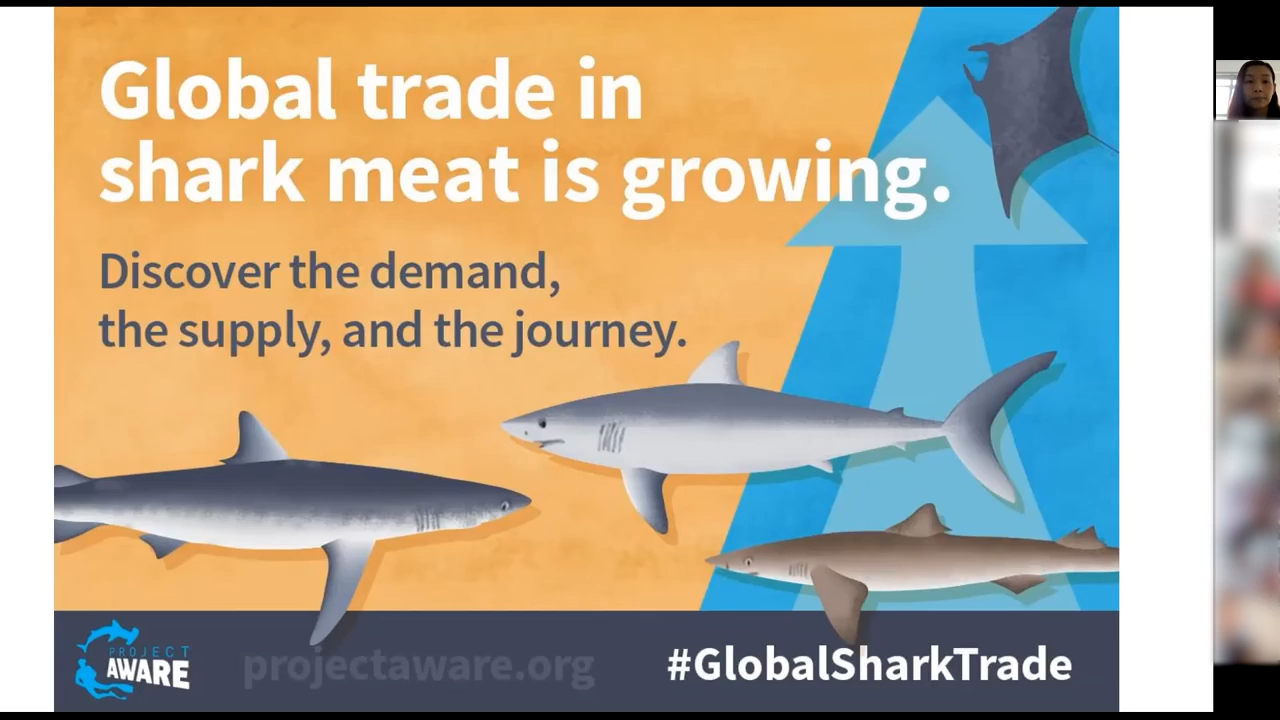 Global trade in
shark meat is growing.
Discover the demand,
the supply, and the journey.
PROJECT
AWARE
projectaware.org
#GlobalSharkTrade